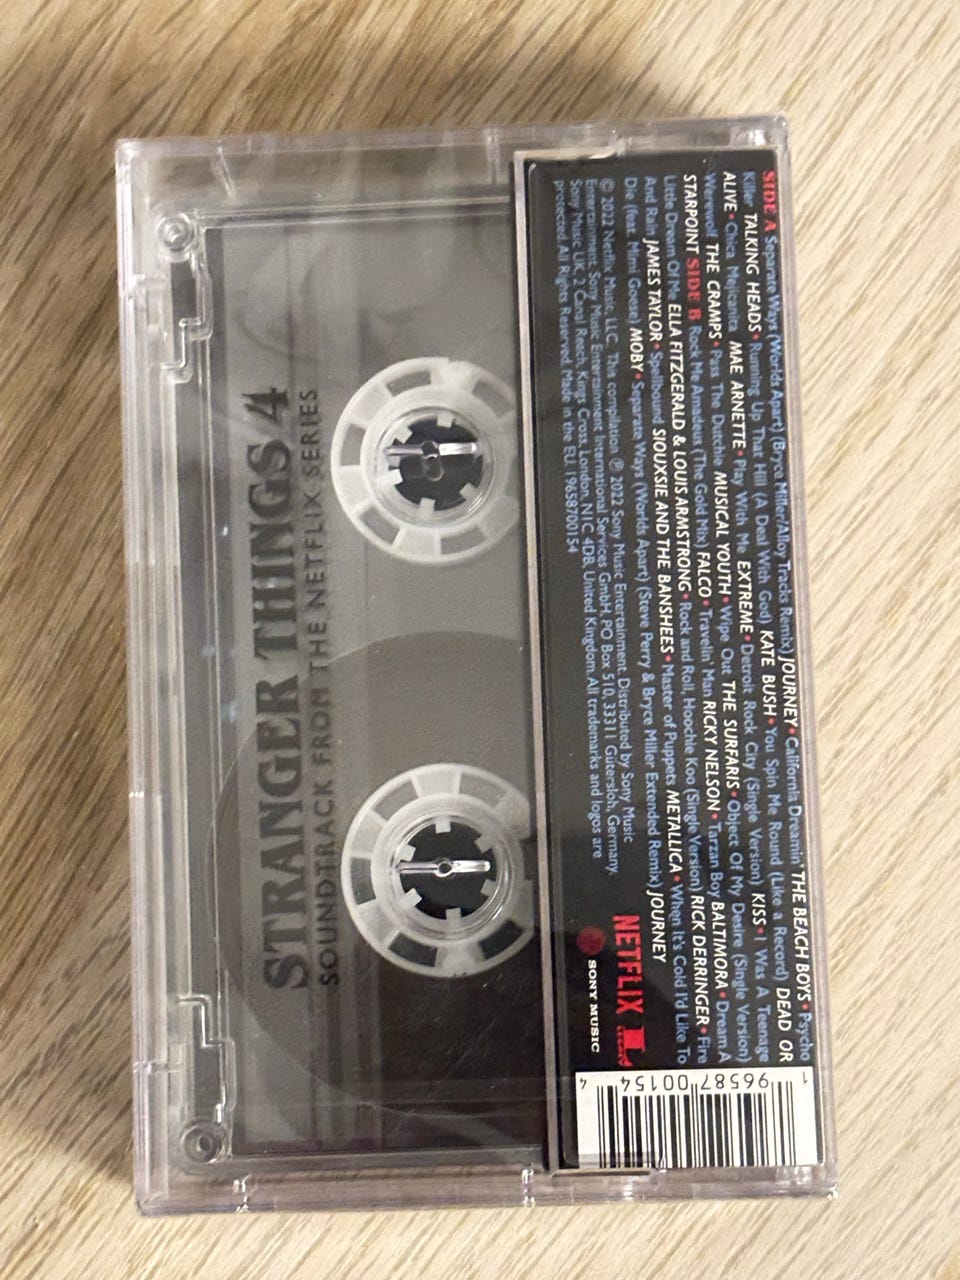 SIDE A Separate Ways (Worlds Apart) (Bryce Miller/Alloy Tracks Remix) JOURNEY • California Dreamin' THE BEACH BOYS • Psycho
Killer TALKING HEADS • Running Up That Hill (A Deal With God) KATE BUSH • You Spin Me Round (Like a Record) DEAD OR
ALIVE • Chica Mejicanita MAE ARNETTE • Play With Me EXTREME • Detroit Rock City (Single Version) KISS • I Was A Teenage
Werewolf THE CRAMPS • Pass The Dutchie MUSICAL YOUTH • Wipe Out THE SURFARIS • Object Of My Desire (Single Version)
STARPOINT SIDE B Rock Me Amadeus (The Gold Mix) FALCO • Travelin' Man RICKY NELSON • Tarzan Boy BALTIMORA • Dream A
Little Dream Of Me ELLA FITZGERALD & LOUIS ARMSTRONG • Rock and Roll, Hoochie Koo (Single Version) RICK DERRINGER • Fire
And Rain JAMES TAYLOR • Spellbound SIOUXSIE AND THE BANSHEES • Master of Puppets METALLICA • When It's Cold I'd Like To
Die (feat. Mimi Goese) MOBY • Separate Ways (Worlds Apart) (Steve Perry & Bryce Miller Extended Remix) JOURNEY
© 2022 Netflix Music, LLC. This compilation ℗ 2022 Sony Music Entertainment. Distributed by Sony Music
Entertainment. Sony Music Entertainment International Services GmbH, PO Box 510, 33311 Gütersloh, Germany.
Sony Music UK, 2 Canal Reach, Kings Cross, London, N1C 4DB, United Kingdom. All trademarks and logos are
protected. All Rights Reserved. Made in the EU. 19658700154
NETFLIX
L
LEGACY
SONY MUSIC
1 96587 00154 4
STRANGER THINGS 4
SOUNDTRACK FROM THE NETFLIX SERIES